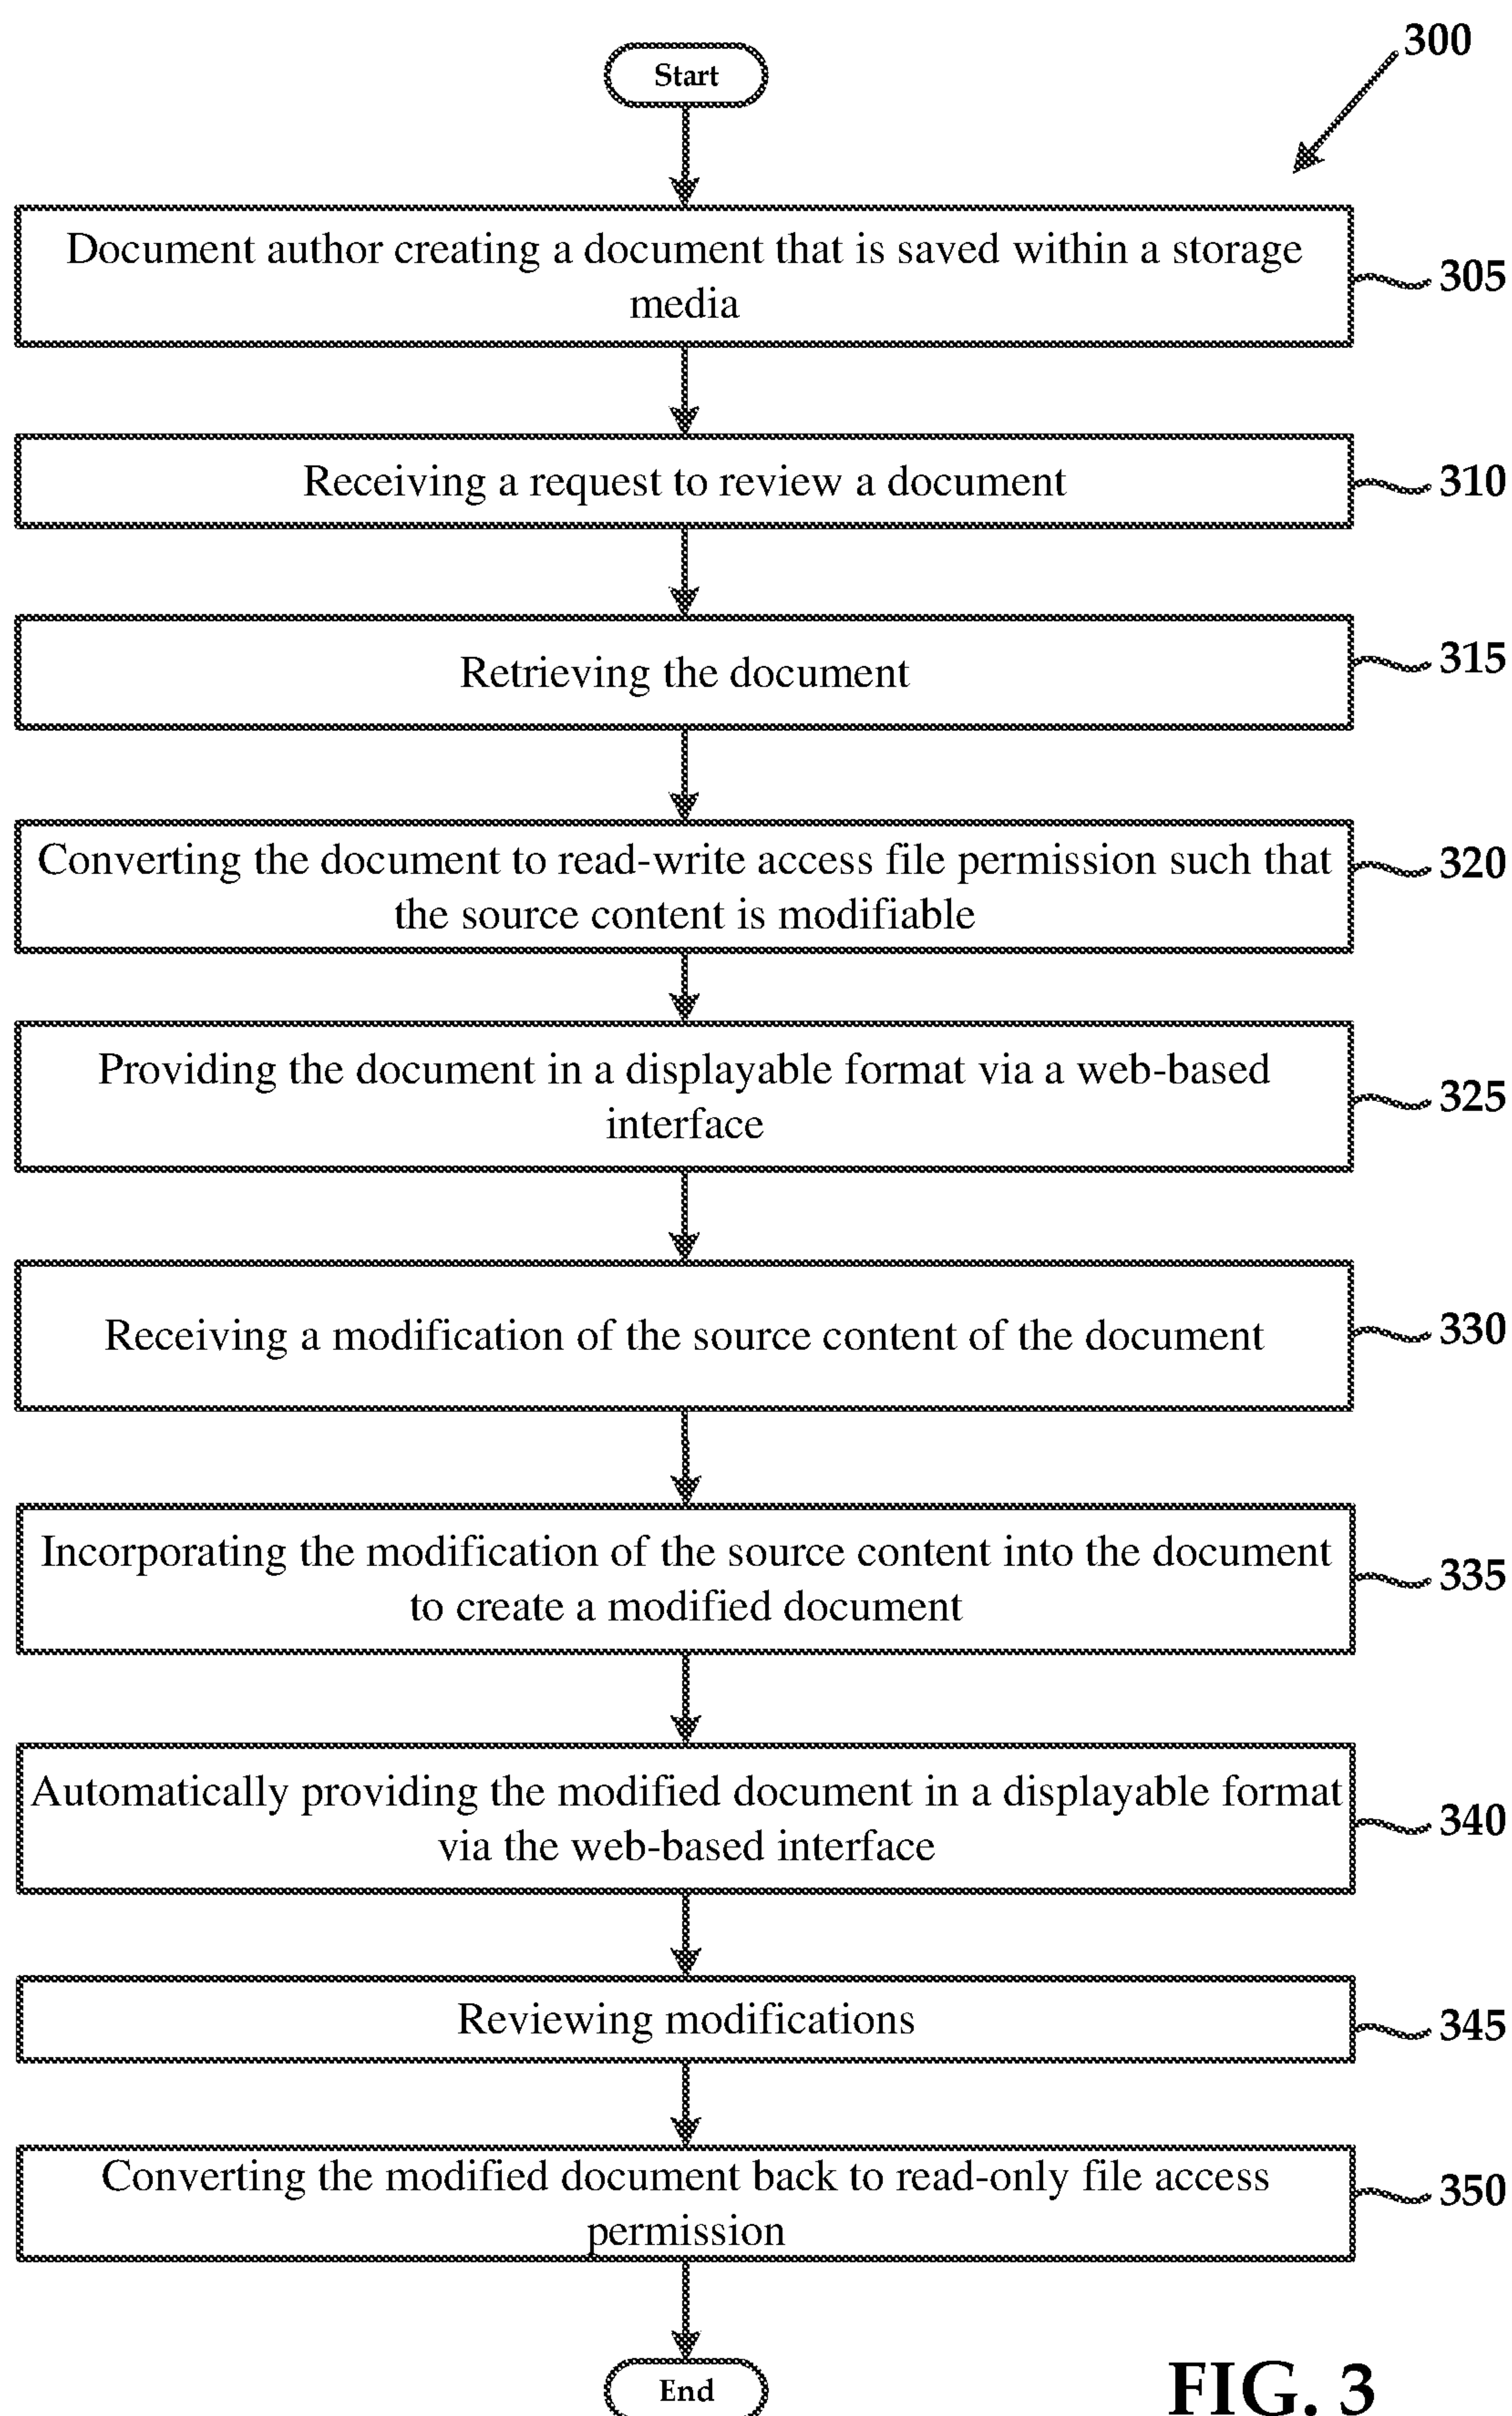 300
Start
Document author creating a document that is saved within a storage
media
305
Receiving a request to review a document
310
Retrieving the document
315
Converting the document to read-write access file permission such that
the source content is modifiable
320
Providing the document in a displayable format via a web-based
interface
325
Receiving a modification of the source content of the document
330
Incorporating the modification of the source content into the document
to create a modified document
335
Automatically providing the modified document in a displayable format
via the web-based interface
340
Reviewing modifications
345
Converting the modified document back to read-only file access
permission
350
End
FIG. 3